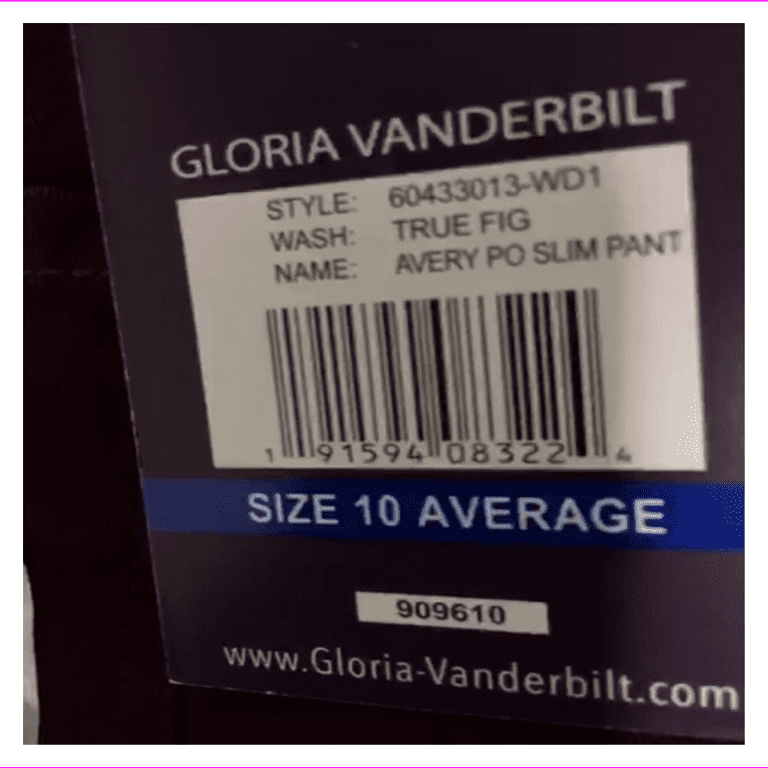 GLORIA VANDERBILT
STYLE: 60433013-WD1
WASH: TRUE FIG
NAME: AVERY PO SLIM PANT
1 91594 08322 4
SIZE 10 AVERAGE
909610
www.Gloria-Vanderbilt.com